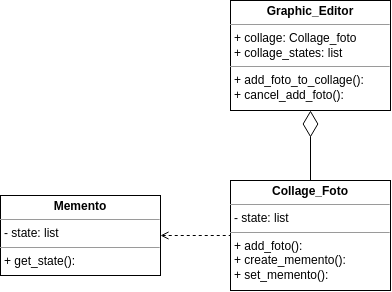 Graphic_Editor
+ collage: Collage_foto
+ collage_states: list
+ add_foto_to_collage():
+ cancel_add_foto():
Memento
- state: list
+ get_state():
Collage_Foto
- state: list
+ add_foto():
+ create_memento():
+ set_memento():